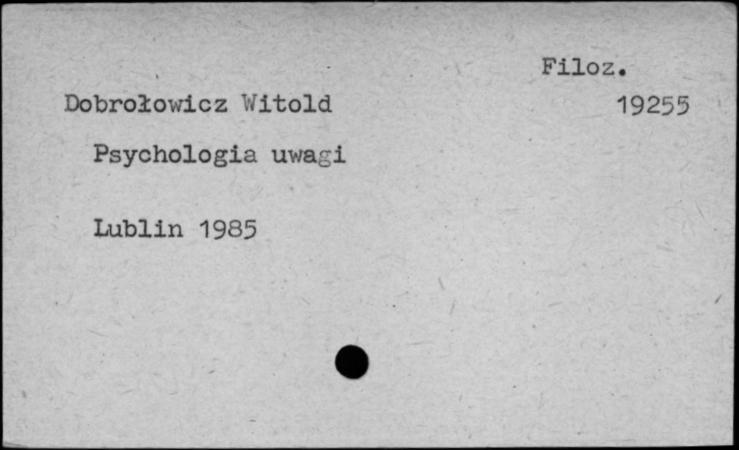 Filoz.
Dobrołowicz Witold 19255
Psychologia uwagi
Lublin 1985